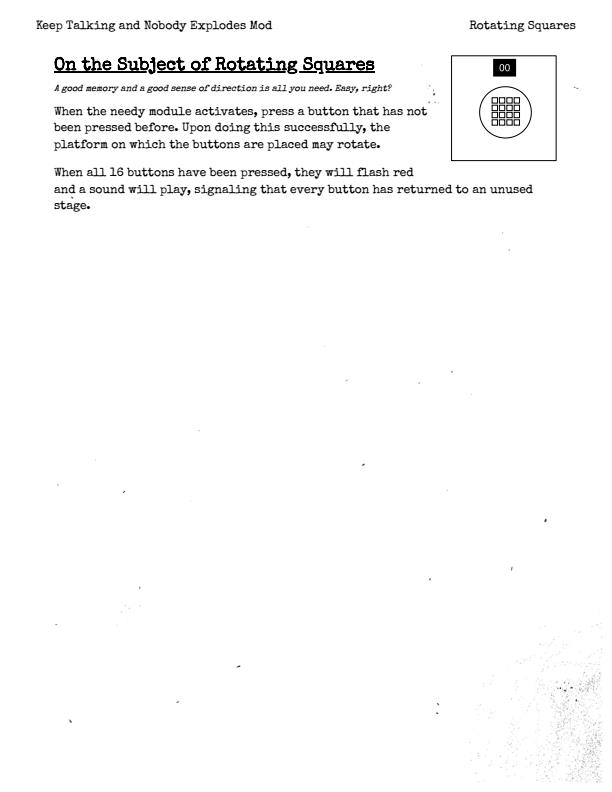 Keep Talking and Nobody Explodes Mod
Rotating Squares
On the Subject of Rotating Squares
A good memory and a good sense of direction is all you need. Easy, right?
00
When the needy module activates, press a button that has not
been pressed before. Upon doing this successfully, the
platform on which the buttons are placed may rotate.
When all 16 buttons have been pressed, they will flash red
and a sound will play, signaling that every button has returned to an unused
stage.